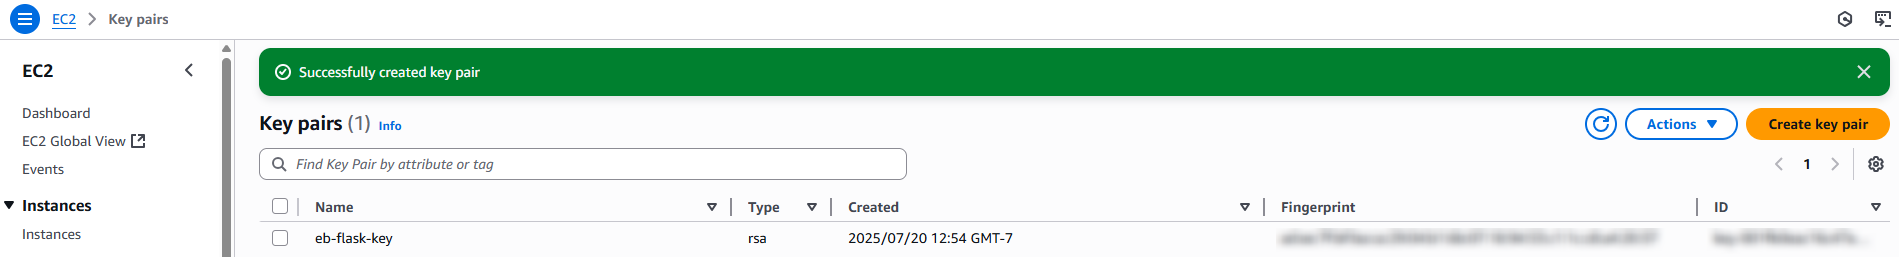 EC2 > Key pairs
EC2
Dashboard
EC2 Global View
Events
Instances
Instances
Successfully created key pair
Key pairs (1) Info
Actions
Create key pair
Find Key Pair by attribute or tag
1
Name Type Created Fingerprint ID
eb-flask-key rsa 2025/07/20 12:54 GMT-7